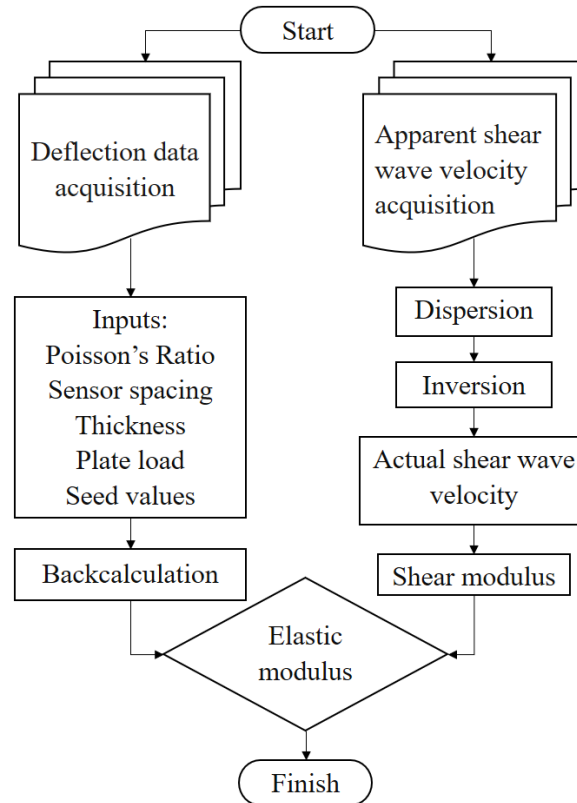 Start
Deflection data
acquisition
Apparent shear
wave velocity
acquisition
Inputs:
Poisson's Ratio
Sensor spacing
Thickness
Plate load
Seed values
Backcalculation
Dispersion
Inversion
Actual shear wave
velocity
Shear modulus
Elastic
modulus
Finish